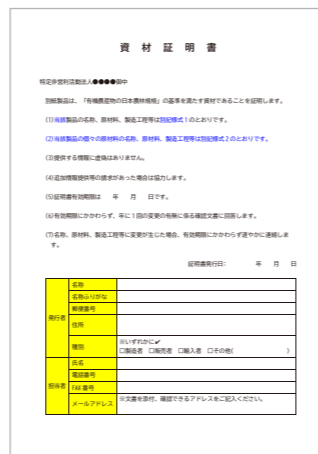 資材証明書
特定非営利活動法人●●●●御中
別紙製品は、「有機農産物の日本農林規格」の基準を満たす資材であることを証明します。
(1)当該製品の名称、原材料、製造工程等は別記様式1のとおりです。
(2)当該製品の個々の原材料の名称、原材料、製造工程等は別記様式2のとおりです。
(3)提供する情報に虚偽はありません。
(4)追加情報提供等の請求があった場合は協力します。
(5)証明書有効期限は 年 月 日です。
(6)有効期限にかかわらず、年に1回の変更の有無に係る確認文書に回答します。
(7)名称、原材料、製造工程等に変更が生じた場合、有効期限にかかわらず速やかに連絡しま
す。
証明書発行日： 年 月 日
発行者
名称
名称ふりがな
郵便番号
住所
種別
※いずれかに✔
□製造者 □販売者 □輸入者 □その他( )
担当者
氏名
電話番号
FAX番号
メールアドレス
※文書を添付、確認できるアドレスをご記入ください。